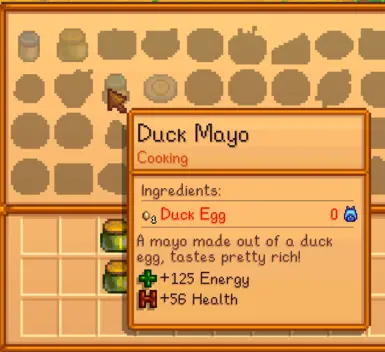 Duck Mayo
Cooking
Ingredients:
3 Duck Egg 0
A mayo made out of a duck
egg, tastes pretty rich!
+125 Energy
+56 Health